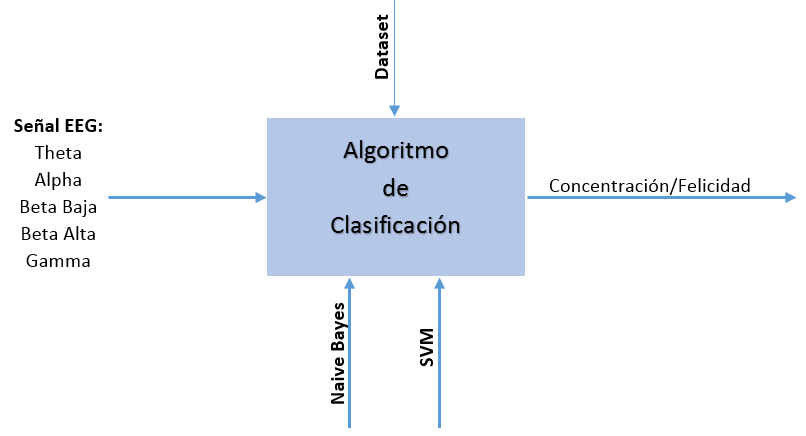 Dataset
Señal EEG:
Theta
Alpha
Beta Baja
Beta Alta
Gamma
Algoritmo
de
Clasificación
Concentración/Felicidad
Naive Bayes
SVM